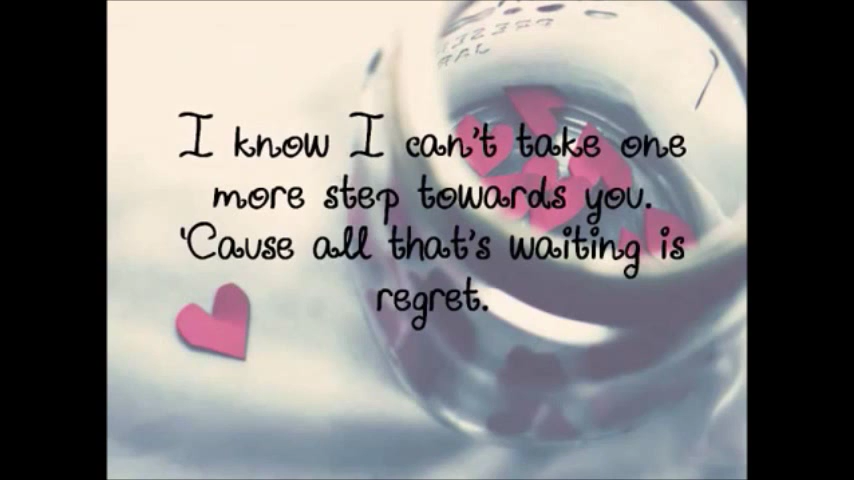 I know I can't take one
more step towards you.
'Cause all that's waiting is
regret.